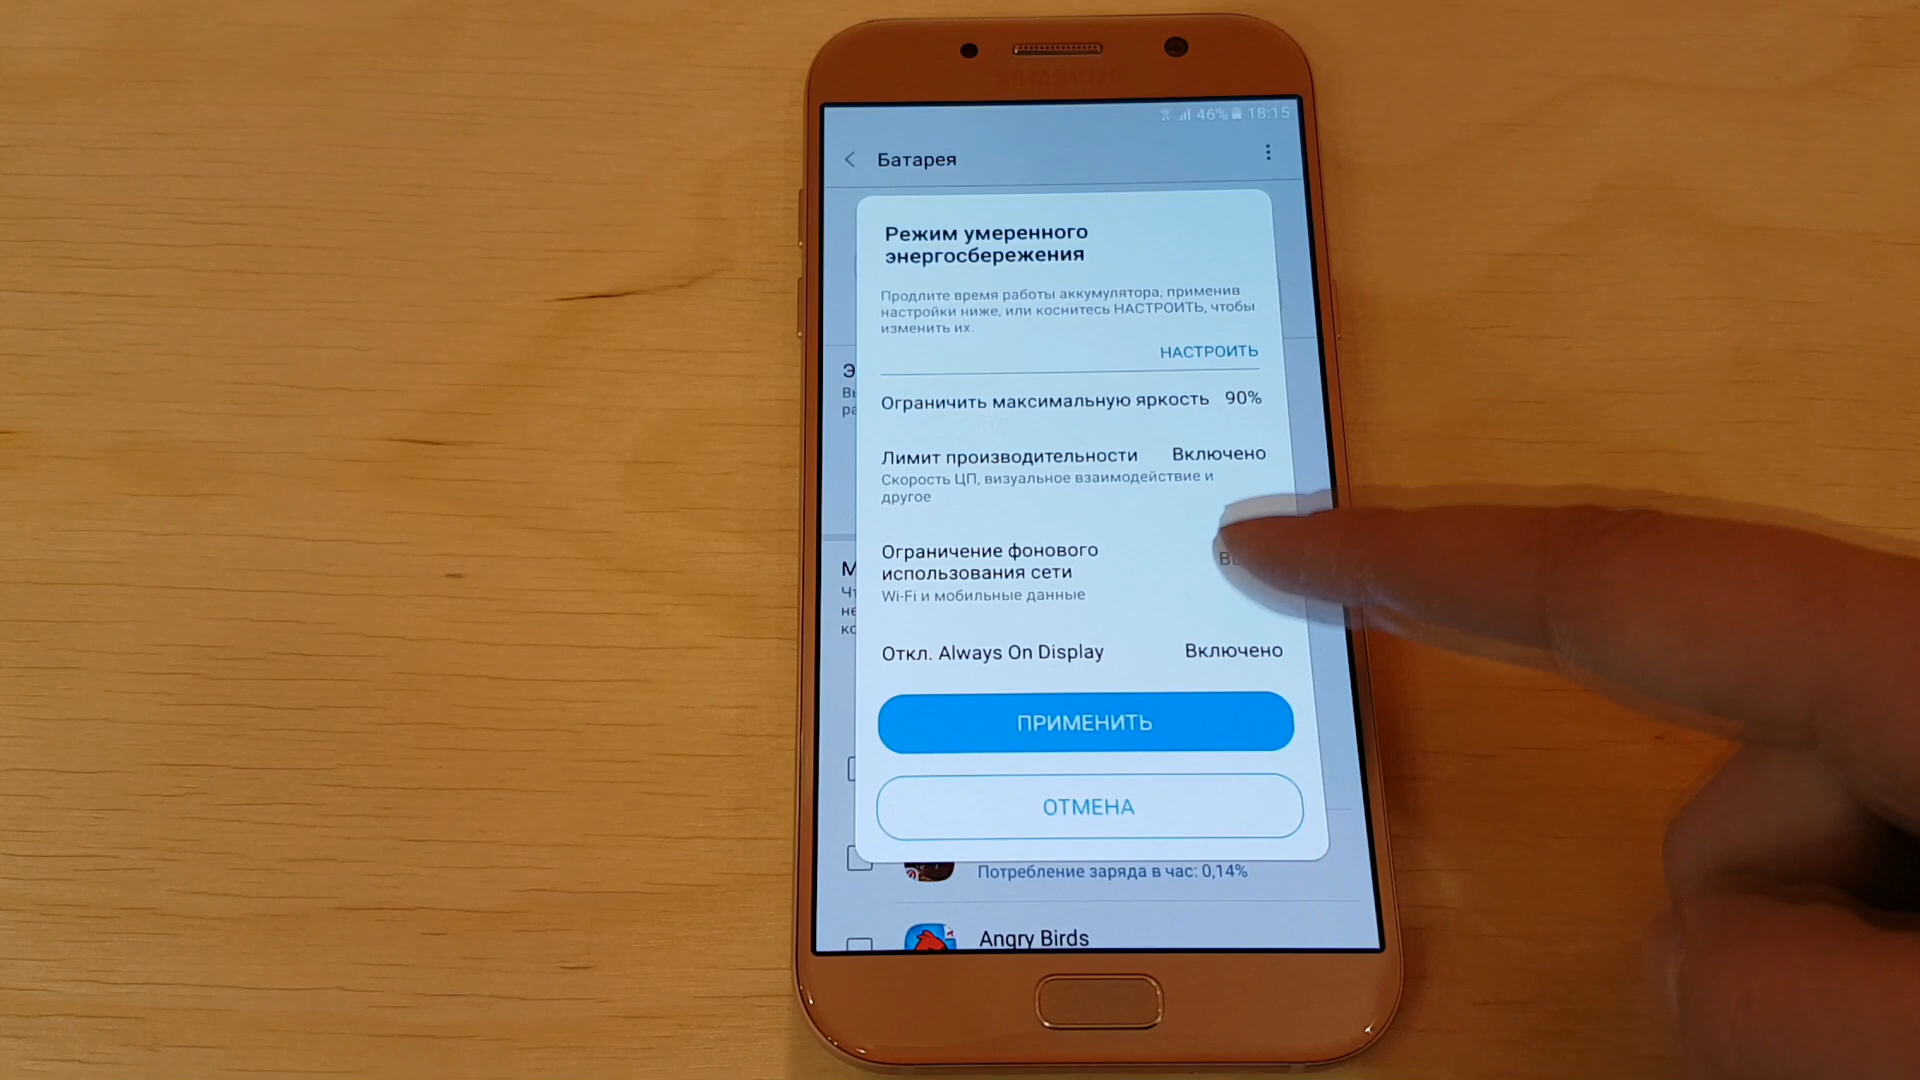 SAMSUNG
46% 18:15
Батарея
Режим умеренного
энергосбережения
Продлите время работы аккумулятора, применив
настройки ниже, или коснитесь НАСТРОИТЬ, чтобы
изменить их.
НАСТРОИТЬ
Ограничить максимальную яркость 90%
Лимит производительности Включено
Скорость ЦП, визуальное взаимодействие и
другое
Ограничение фонового
использования сети
Wi-Fi и мобильные данные
Откл. Always On Display Включено
ПРИМЕНИТЬ
ОТМЕНА
Потребление заряда в час: 0,14%
Angry Birds